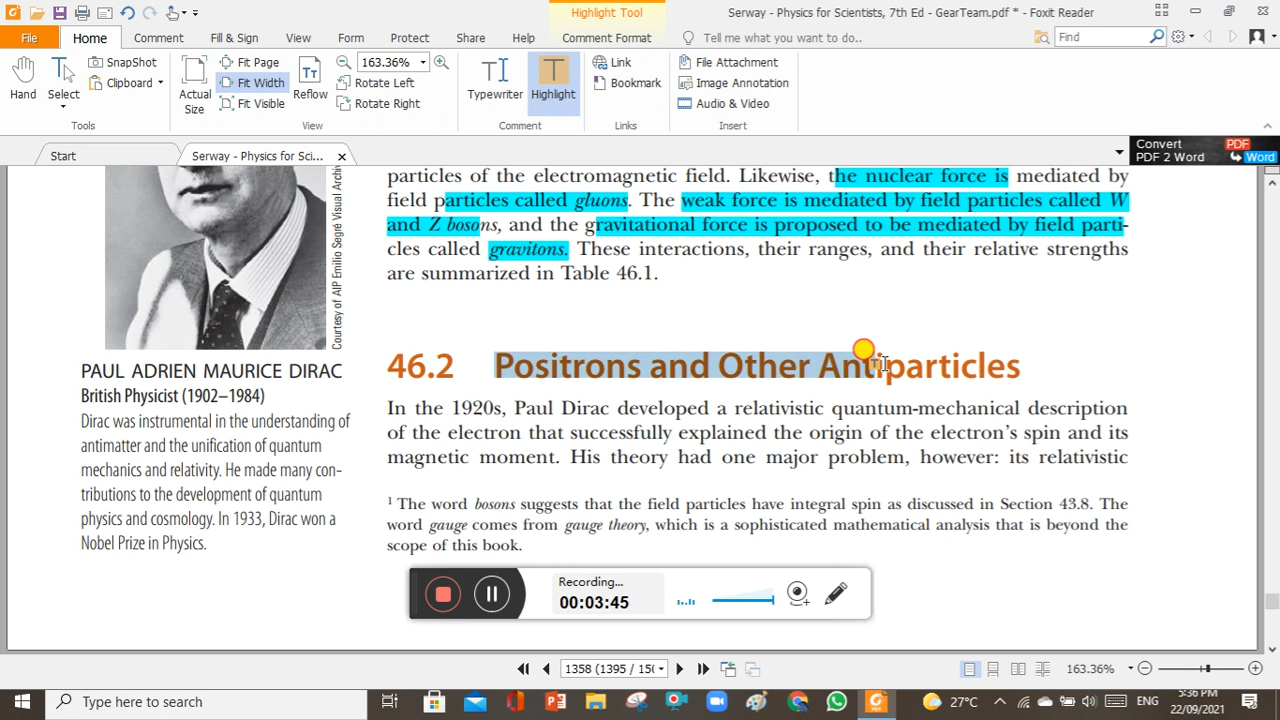 Highlight Tool
Serway - Physics for Scientists, 7th Ed - GearTeam.pdf * - Foxit Reader
File
Home
Comment
Fill & Sign
View
Form
Protect
Share
Help
Comment Format
Tell me what you want to do..
Find
Hand
Select
SnapShot
Clipboard
Actual Size
Fit Page
Fit Width
Fit Visible
Reflow
163.36%
Rotate Left
Rotate Right
Typewriter
Highlight
Link
Bookmark
File Attachment
Image Annotation
Audio & Video
Tools
View
Comment
Links
Insert
Start
Serway - Physics for Sci...
Convert PDF
PDF 2 Word Word
Courtesy of AIP Emilio Segré Visual Archiv
PAUL ADRIEN MAURICE DIRAC
British Physicist (1902–1984)
Dirac was instrumental in the understanding of
antimatter and the unification of quantum
mechanics and relativity. He made many con-
tributions to the development of quantum
physics and cosmology. In 1933, Dirac won a
Nobel Prize in Physics.
particles of the electromagnetic field. Likewise, the nuclear force is mediated by
field particles called gluons. The weak force is mediated by field particles called W
and Z bosons, and the gravitational force is proposed to be mediated by field parti-
cles called gravitons. These interactions, their ranges, and their relative strengths
are summarized in Table 46.1.
46.2 Positrons and Other Antiparticles
In the 1920s, Paul Dirac developed a relativistic quantum-mechanical description
of the electron that successfully explained the origin of the electron's spin and its
magnetic moment. His theory had one major problem, however: its relativistic
1 The word bosons suggests that the field particles have integral spin as discussed in Section 43.8. The
word gauge comes from gauge theory, which is a sophisticated mathematical analysis that is beyond the
scope of this book.
Recording...
00:03:45
1358 (1395 / 150
163.36%
Type here to search
27°C
ENG
5:36 PM
22/09/2021